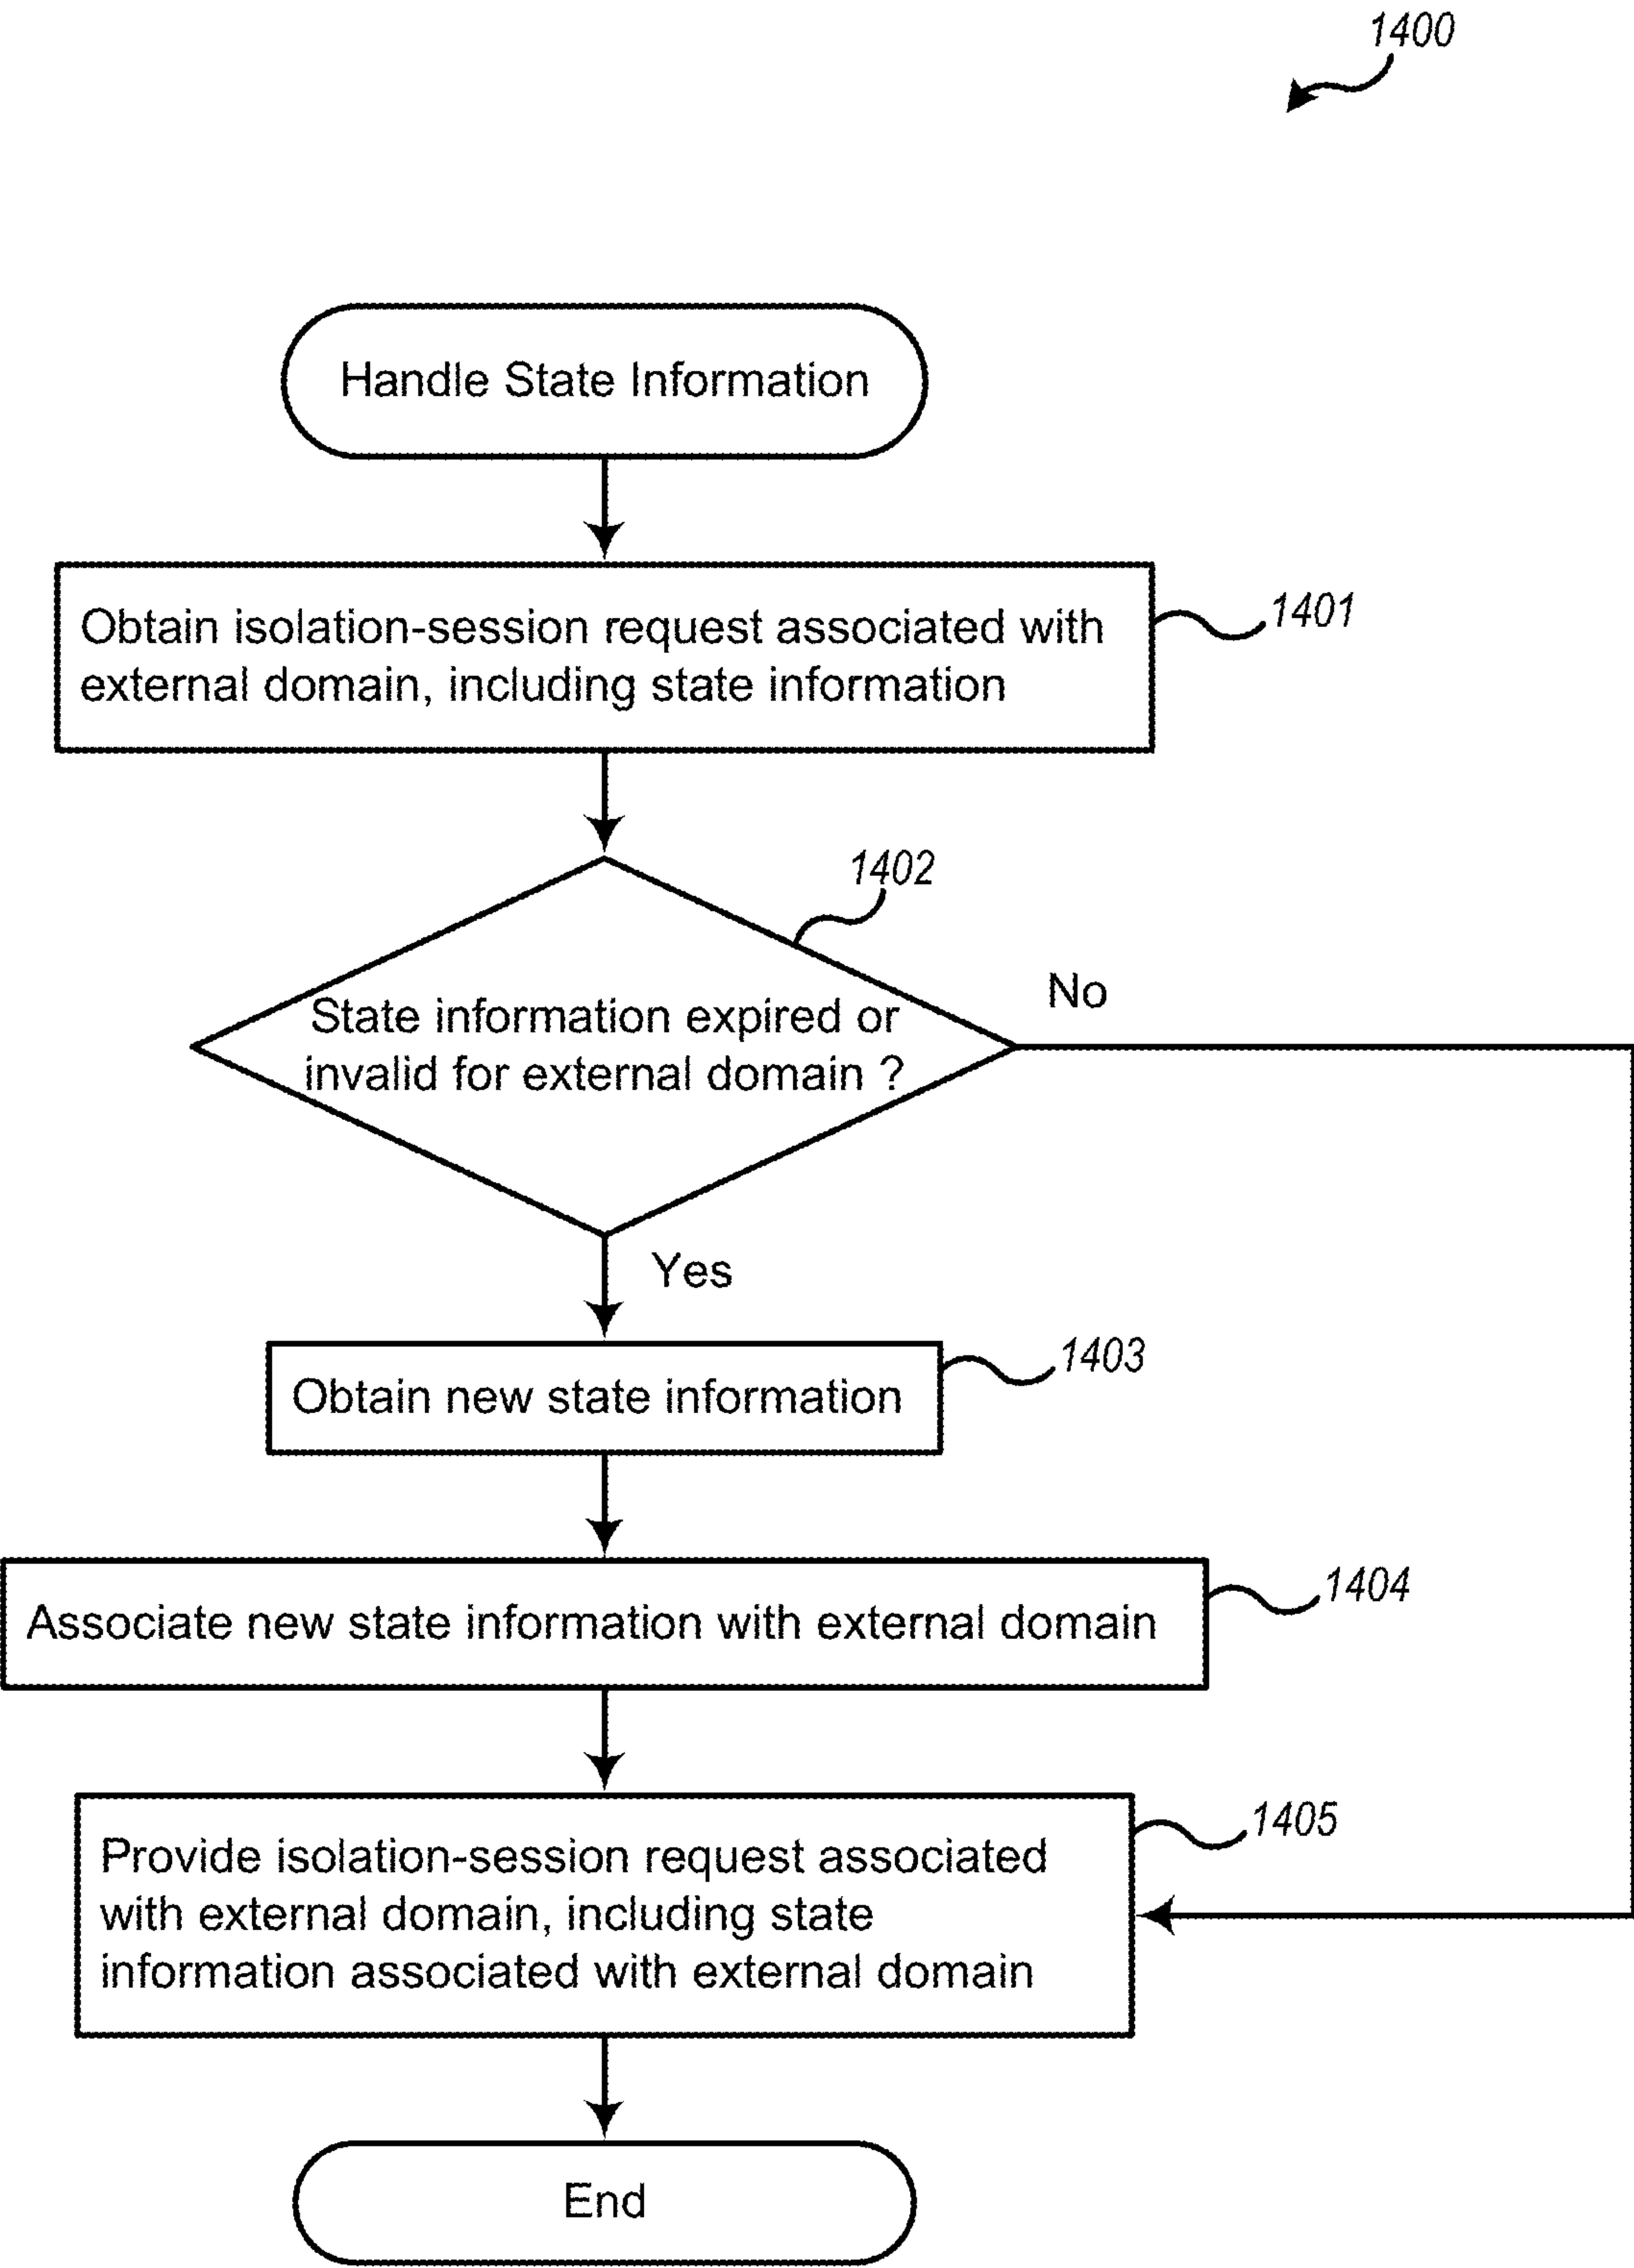 1400
Handle State Information
Obtain isolation-session request associated with
external domain, including state information
1401
1402
State information expired or
invalid for external domain ?
No
Yes
Obtain new state information
1403
Associate new state information with external domain
1404
Provide isolation-session request associated
with external domain, including state
information associated with external domain
1405
End